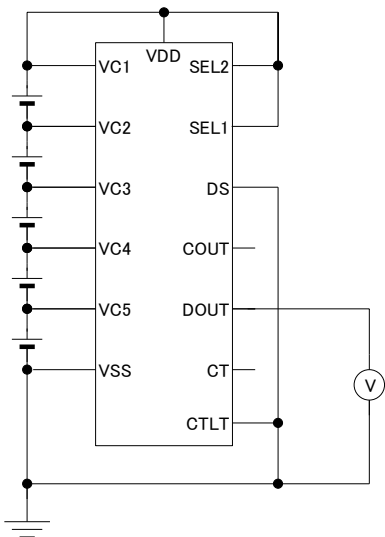 VDD
VC1
SEL2
VC2
SEL1
VC3
DS
VC4
COUT
VC5
DOUT
VSS
CT
V
CTLT